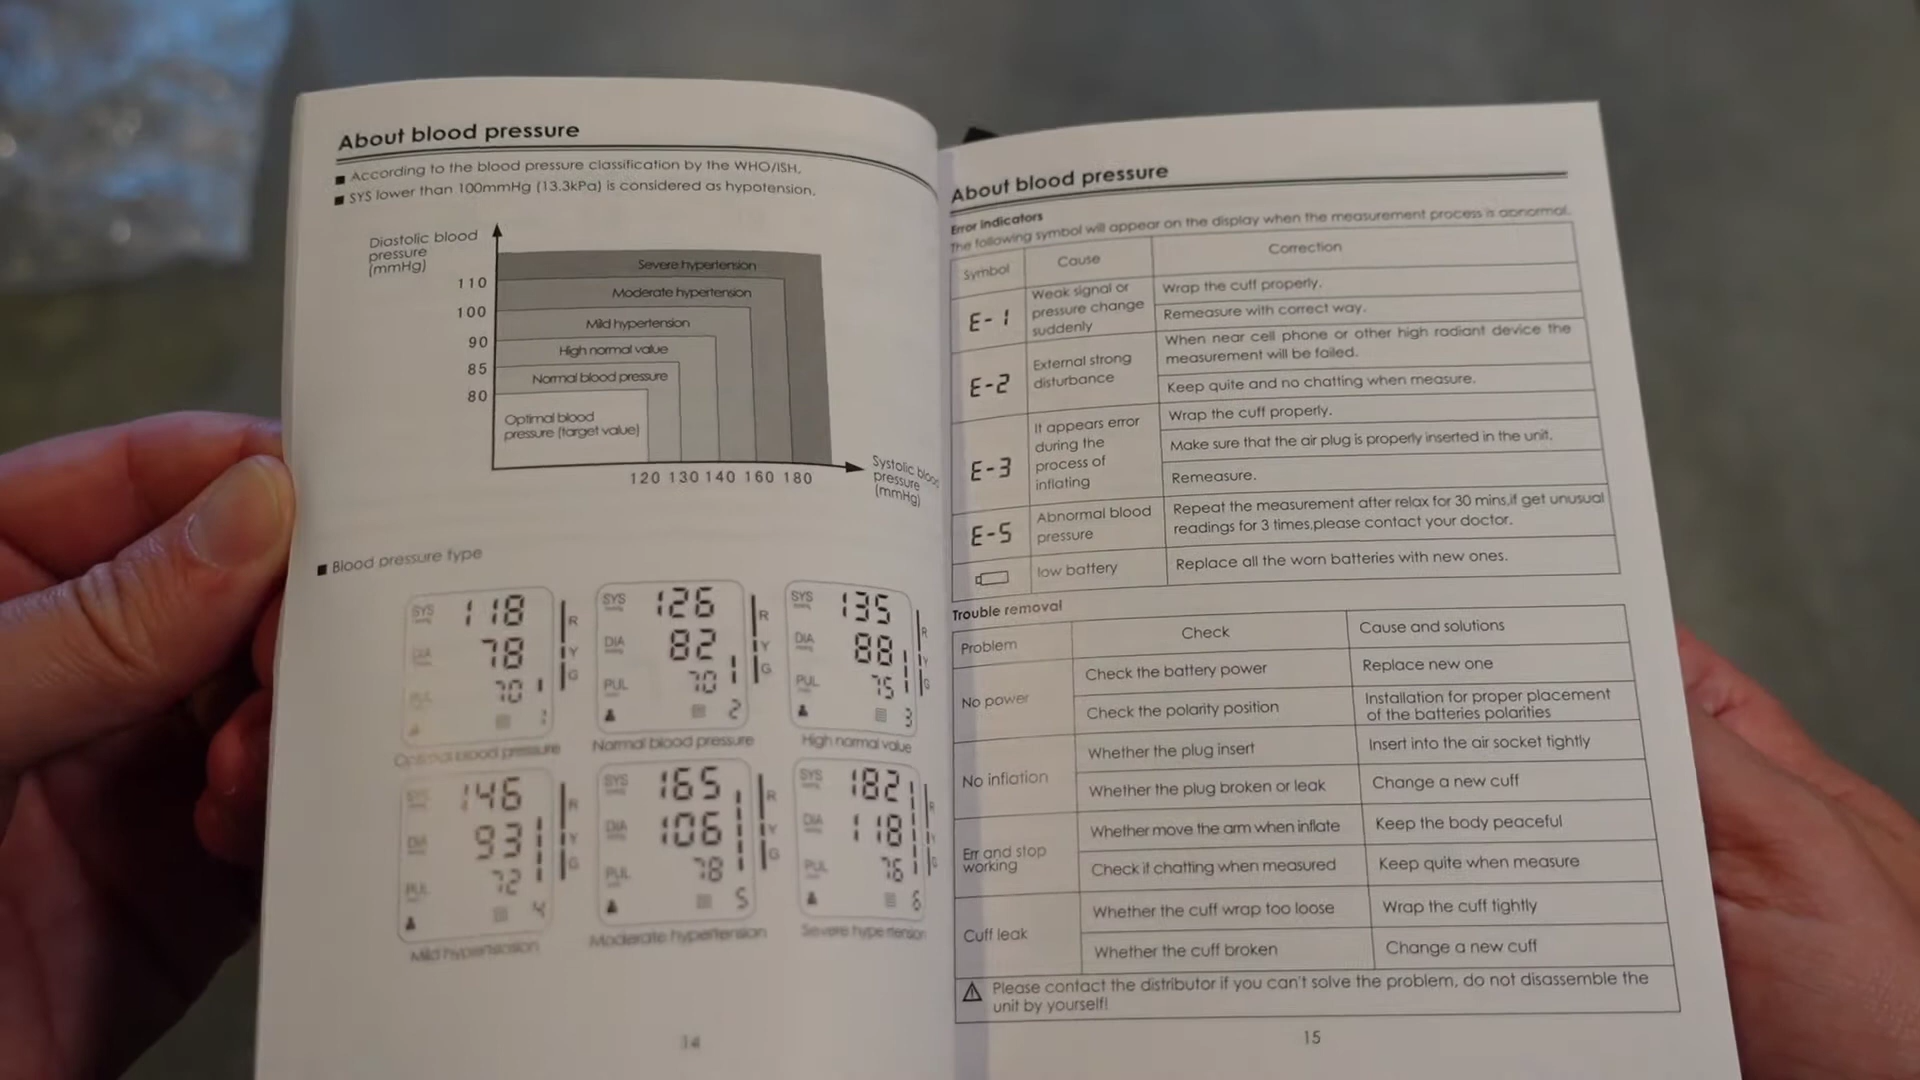 About blood pressure
■ According to the blood pressure classification by the WHO/ISH,
■ SYS lower than 100mmHg (13.3kPa) is considered as hypotension.
Diastolic blood
pressure
(mmHg)
110
100
90
85
80
Severe hypertension
Moderate hypertension
Mild hypertension
High normal value
Normal blood pressure
Optimal blood
pressure (target value)
120 130 140 160 180
Systolic blood
pressure
(mmHg)
■ Blood pressure type
SYS 118 R
DIA 78 Y
PUL 70 G
1
Optimal blood pressure
SYS 126 R
DIA 82 Y
PUL 70 G
2
Normal blood pressure
SYS 135 R
DIA 88 Y
PUL 75 G
3
High normal value
SYS 146 R
DIA 93 Y
PUL 72 G
4
Mild hypertension
SYS 165 R
DIA 106 Y
PUL 78 G
5
Moderate hypertension
SYS 182 R
DIA 118 Y
PUL 76 G
6
Severe hypertension
14
About blood pressure
Error indicators
The following symbol will appear on the display when the measurement process is abnormal.
Symbol Cause Correction
E-1
Weak signal or
pressure change
suddenly
Wrap the cuff properly.
Remeasure with correct way.
E-2
External strong
disturbance
When near cell phone or other high radiant device the
measurement will be failed.
Keep quite and no chatting when measure.
E-3
It appears error
during the
process of
inflating
Wrap the cuff properly.
Make sure that the air plug is properly inserted in the unit.
Remeasure.
E-5
Abnormal blood
pressure
Repeat the measurement after relax for 30 mins,if get unusual
readings for 3 times,please contact your doctor.
low battery
Replace all the worn batteries with new ones.
Trouble removal
Problem Check Cause and solutions
No power
Check the battery power
Replace new one
Check the polarity position
Installation for proper placement
of the batteries polarities
No inflation
Whether the plug insert
Insert into the air socket tightly
Whether the plug broken or leak
Change a new cuff
Err and stop
working
Whether move the arm when inflate
Keep the body peaceful
Check if chatting when measured
Keep quite when measure
Cuff leak
Whether the cuff wrap too loose
Wrap the cuff tightly
Whether the cuff broken
Change a new cuff
Please contact the distributor if you can't solve the problem, do not disassemble the
unit by yourself!
15